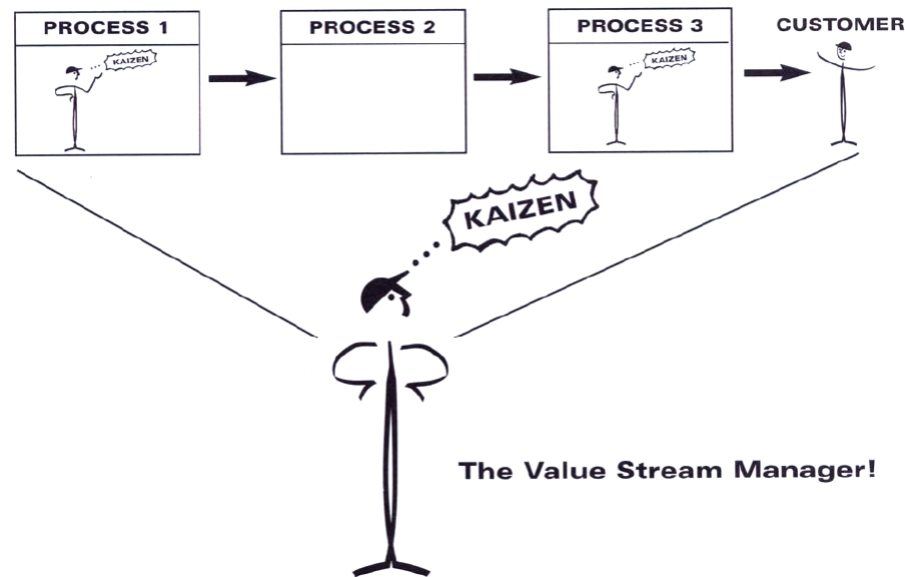 PROCESS 1
PROCESS 2
PROCESS 3
CUSTOMER
KAIZEN
KAIZEN
KAIZEN
The Value Stream Manager!